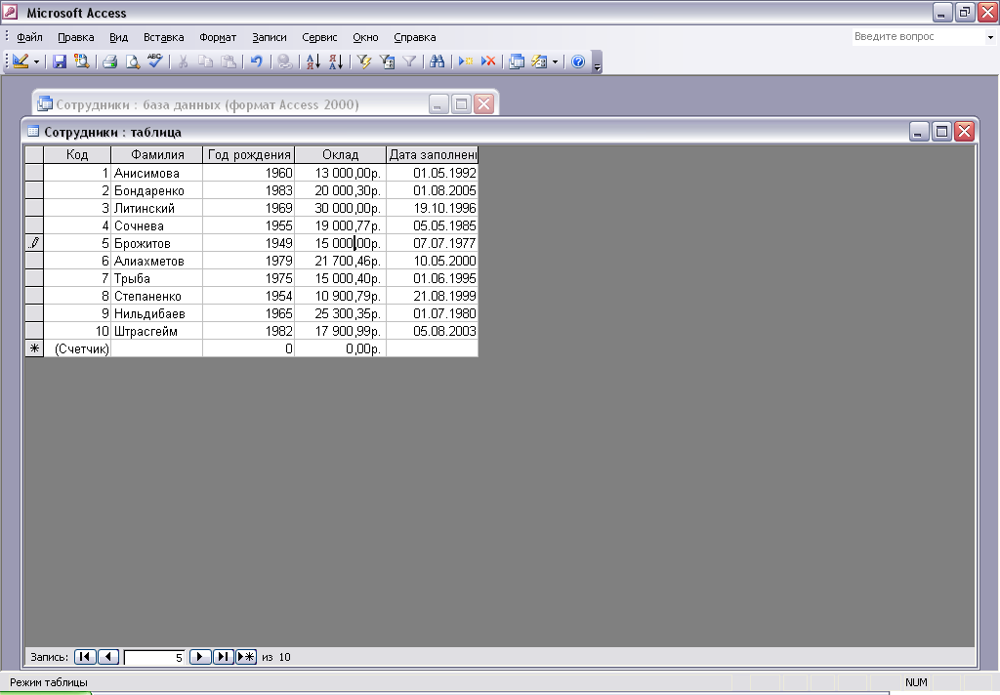 Microsoft Access
Файл Правка Вид Вставка Формат Записи Сервис Окно Справка Введите вопрос
Сотрудники : база данных (формат Access 2000)
Сотрудники : таблица
Код Фамилия Год рождения Оклад Дата заполнени
1 Анисимова 1960 13 000,00р. 01.05.1992
2 Бондаренко 1983 20 000,30р. 01.08.2005
3 Литинский 1969 30 000,00р. 19.10.1996
4 Сочнева 1955 19 000,77р. 05.05.1985
5 Брожитов 1949 15 000,00р. 07.07.1977
6 Алиахметов 1979 21 700,46р. 10.05.2000
7 Трыба 1975 15 000,40р. 01.06.1995
8 Степаненко 1954 10 900,79р. 21.08.1999
9 Нильдибаев 1965 25 300,35р. 01.07.1980
10 Штрасгейм 1982 17 900,99р. 05.08.2003
(Счетчик) 0 0,00р.
Запись: 5 из 10
Режим таблицы NUM